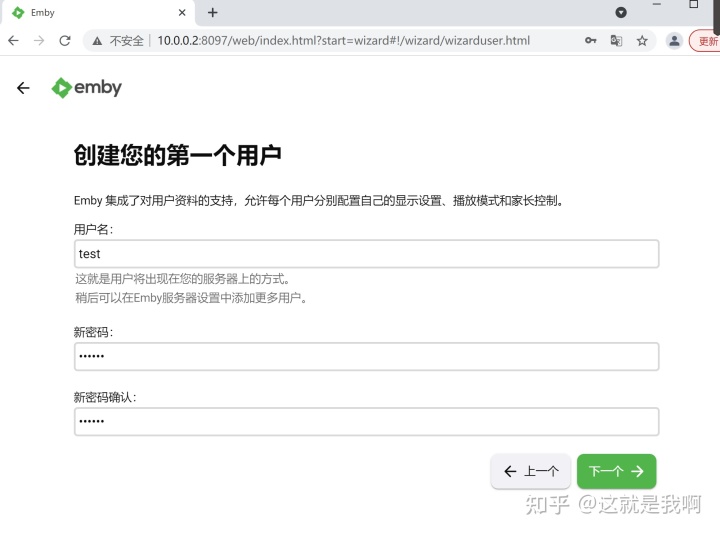 Emby
不安全
10.0.0.2:8097/web/index.html?start=wizard#!/wizard/wizarduser.html
更新
emby
创建您的第一个用户
Emby 集成了对用户资料的支持，允许每个用户分别配置自己的显示设置、播放模式和家长控制。
用户名：
test
这就是用户将出现在您的服务器上的方式。
稍后可以在Emby服务器设置中添加更多用户。
新密码：
••••••
新密码确认：
••••••
上一个
下一个
知乎 @这就是我啊